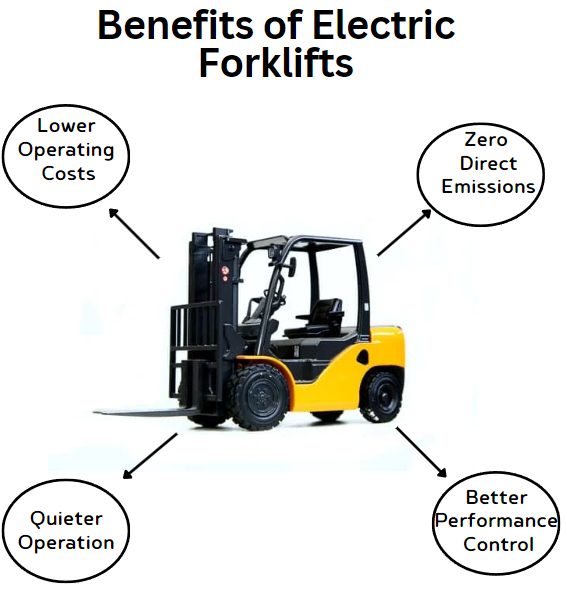 Benefits of Electric
Forklifts
Lower
Operating
Costs
Zero
Direct
Emissions
Quieter
Operation
Better
Performance
Control